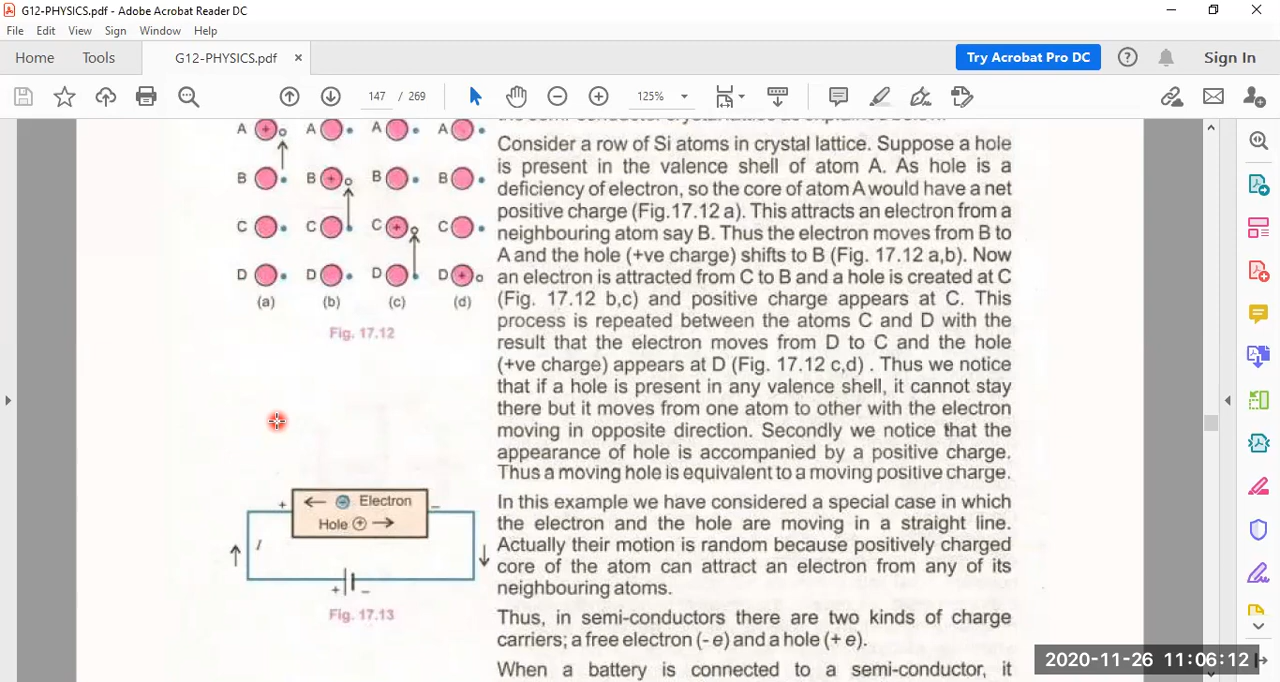 G12-PHYSICS.pdf - Adobe Acrobat Reader DC
File Edit View Sign Window Help
Home Tools G12-PHYSICS.pdf × Try Acrobat Pro DC Sign In
147 / 269 125%
A + A A A
B B + B B
C C C + C
D D D D +
(a) (b) (c) (d)
Fig. 17.12
Consider a row of Si atoms in crystal lattice. Suppose a hole
is present in the valence shell of atom A. As hole is a
deficiency of electron, so the core of atom A would have a net
positive charge (Fig.17.12 a). This attracts an electron from a
neighbouring atom say B. Thus the electron moves from B to
A and the hole (+ve charge) shifts to B (Fig. 17.12 a,b). Now
an electron is attracted from C to B and a hole is created at C
(Fig. 17.12 b,c) and positive charge appears at C. This
process is repeated between the atoms C and D with the
result that the electron moves from D to C and the hole
(+ve charge) appears at D (Fig. 17.12 c,d) . Thus we notice
that if a hole is present in any valence shell, it cannot stay
there but it moves from one atom to other with the electron
moving in opposite direction. Secondly we notice that the
appearance of hole is accompanied by a positive charge.
Thus a moving hole is equivalent to a moving positive charge.
+ Electron −
Hole +
I
+ −
Fig. 17.13
In this example we have considered a special case in which
the electron and the hole are moving in a straight line.
Actually their motion is random because positively charged
core of the atom can attract an electron from any of its
neighbouring atoms.
Thus, in semi-conductors there are two kinds of charge
carriers; a free electron (- e) and a hole (+ e).
When a battery is connected to a semi-conductor, it
2020-11-26 11:06:12